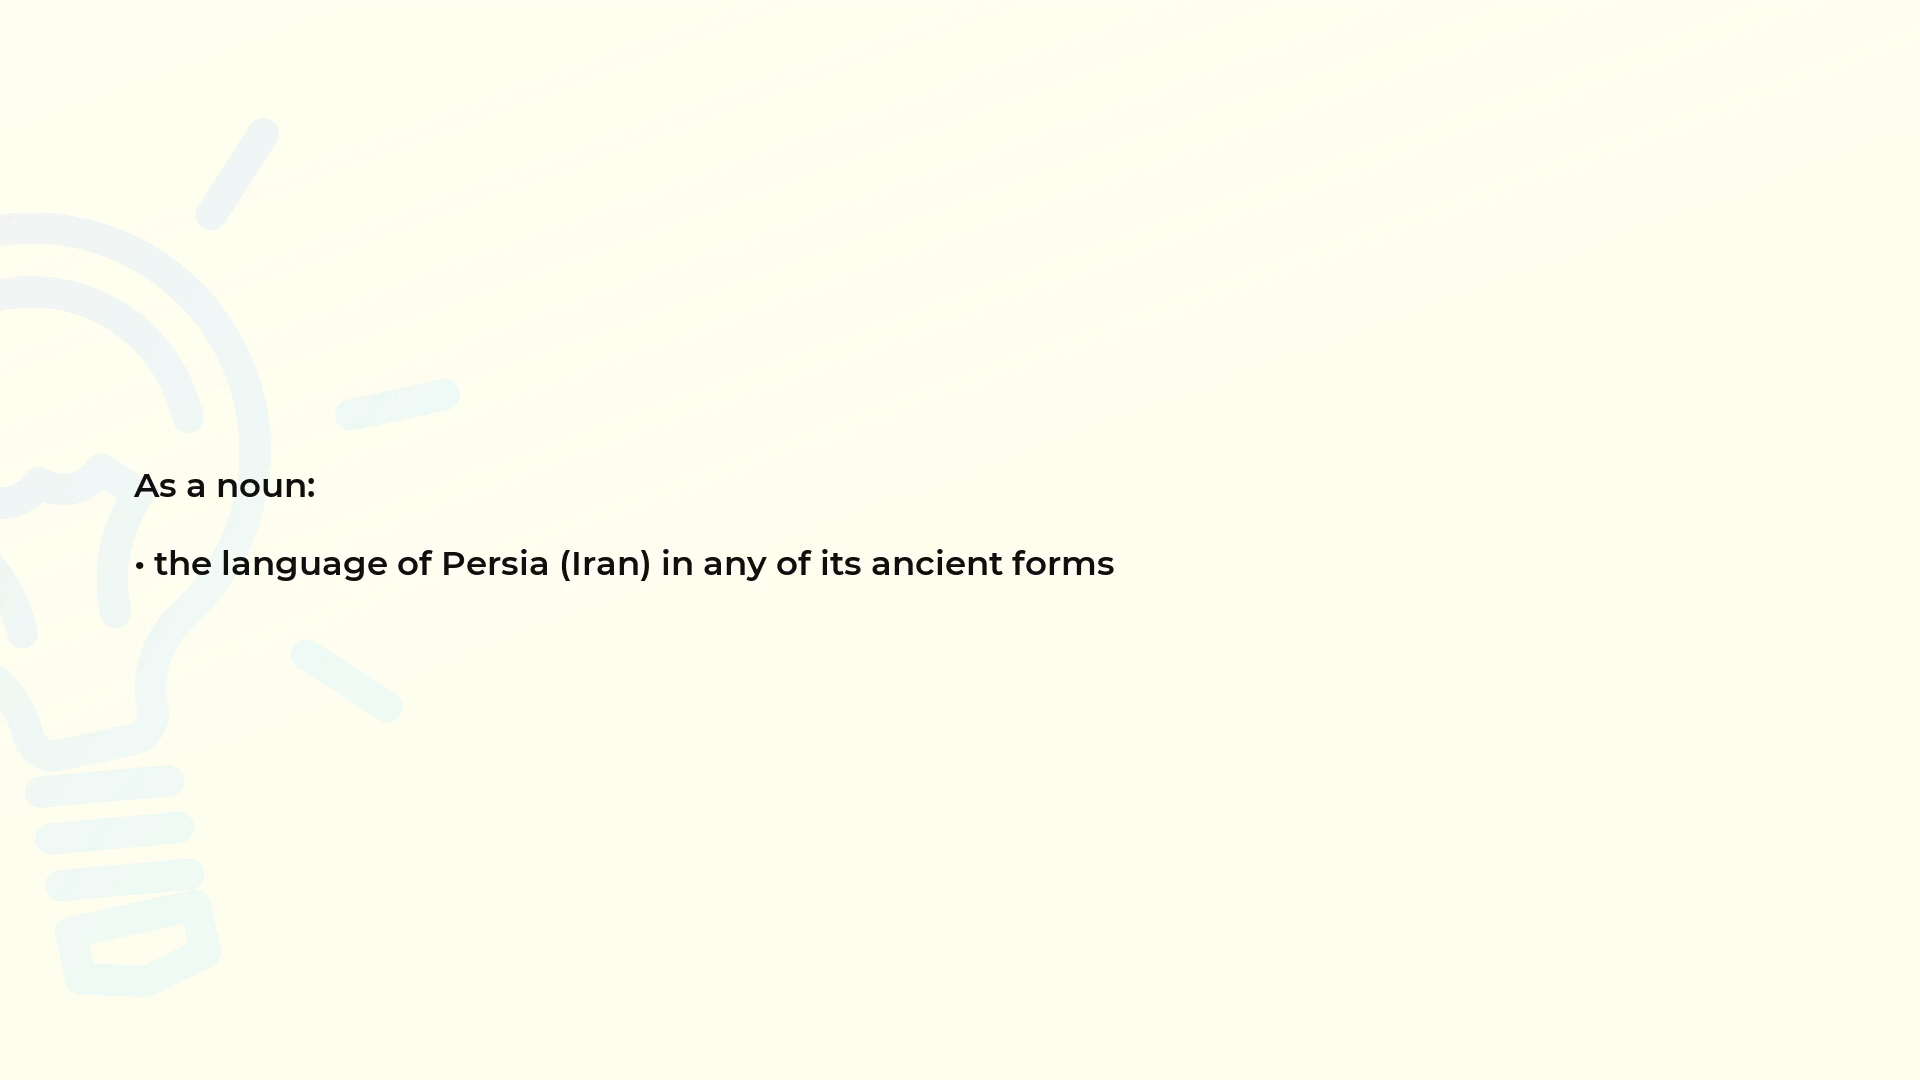 As a noun:
• the language of Persia (Iran) in any of its ancient forms